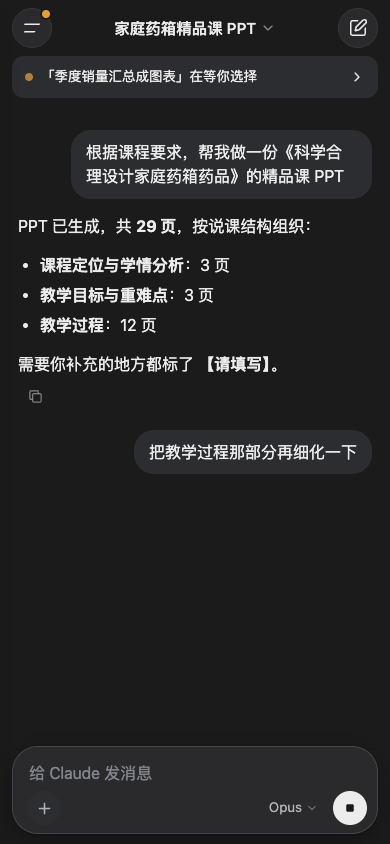 家庭药箱精品课 PPT
「季度销量汇总成图表」在等你选择
根据课程要求，帮我做一份《科学合
理设计家庭药箱药品》的精品课 PPT
PPT 已生成，共 29 页，按说课结构组织：
• 课程定位与学情分析：3 页
• 教学目标与重难点：3 页
• 教学过程：12 页
需要你补充的地方都标了 【请填写】。
把教学过程那部分再细化一下
给 Claude 发消息
Opus